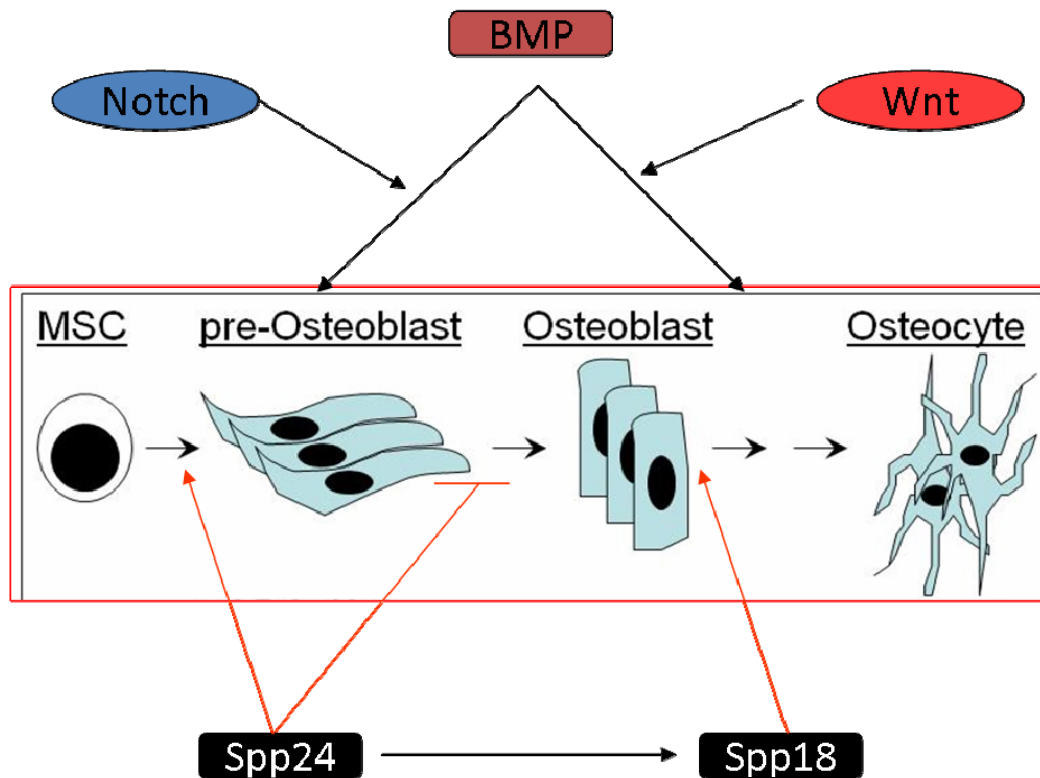 BMP
Notch
Wnt
MSC
pre-Osteoblast
Osteoblast
Osteocyte
Spp24
Spp18